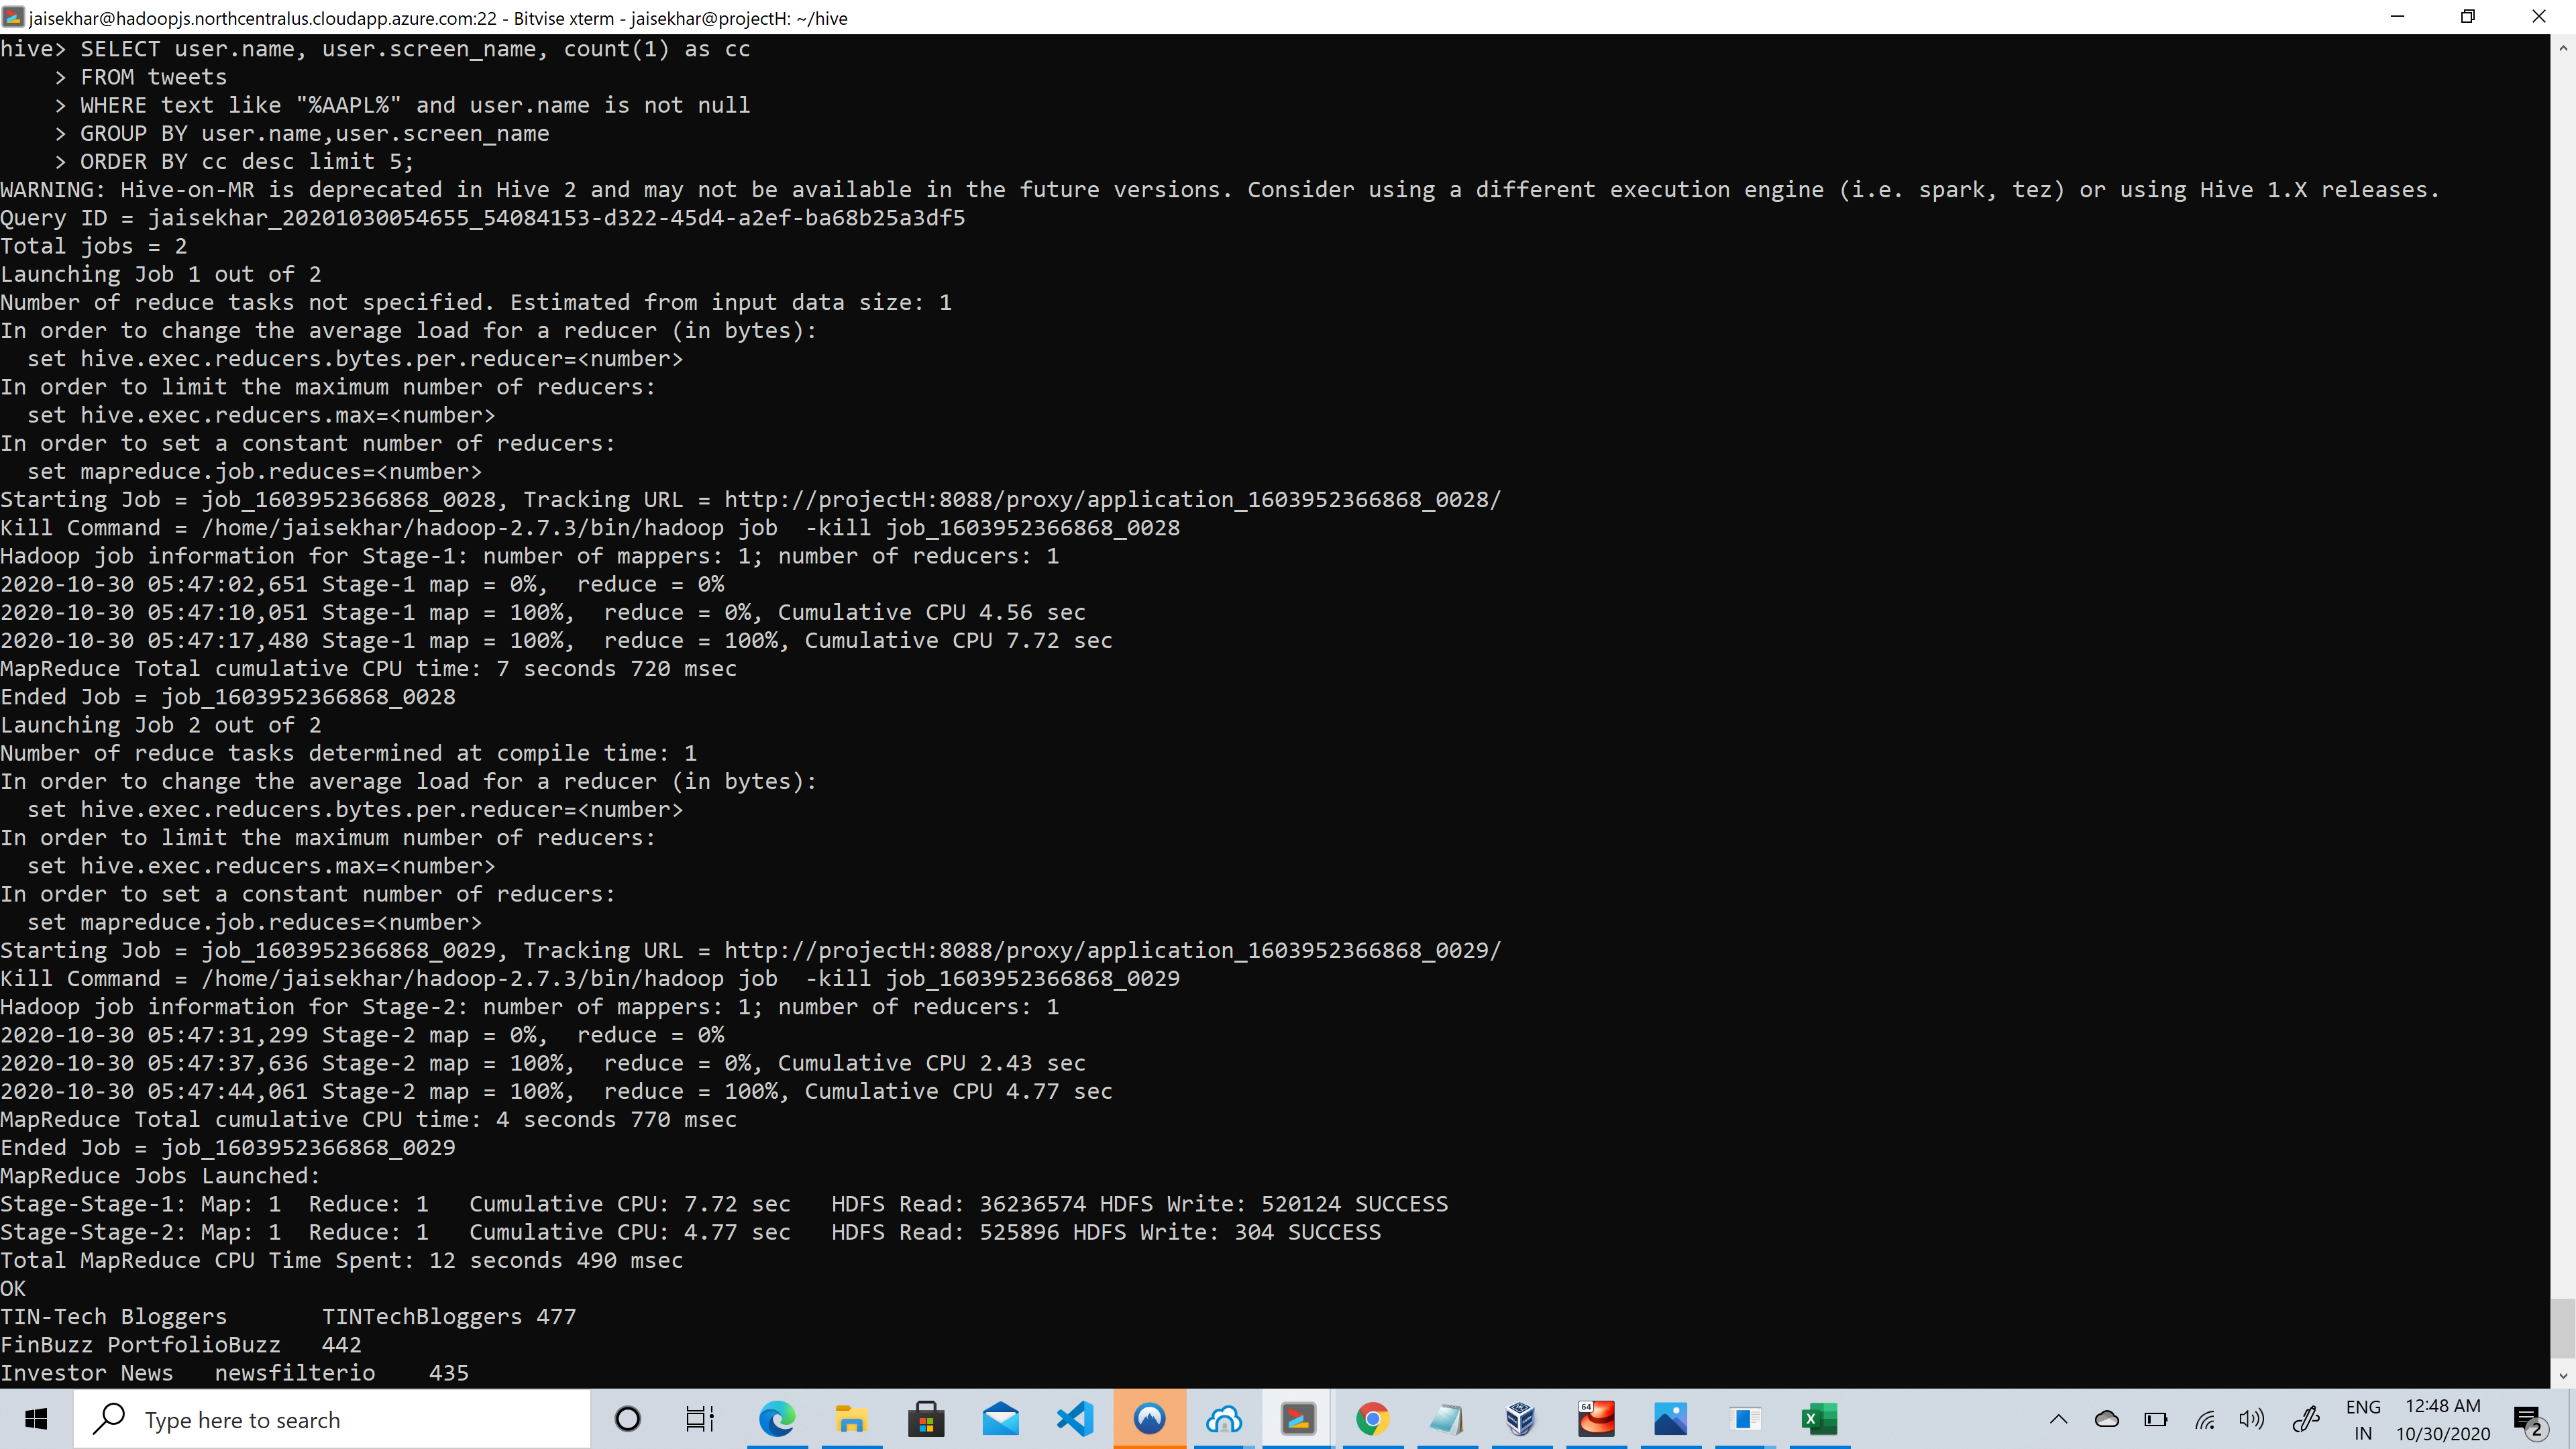 jaisekhar@hadoopjs.northcentralus.cloudapp.azure.com:22 - Bitvise xterm - jaisekhar@projectH: ~/hive
hive> SELECT user.name, user.screen_name, count(1) as cc
    > FROM tweets
    > WHERE text like "%AAPL%" and user.name is not null
    > GROUP BY user.name,user.screen_name
    > ORDER BY cc desc limit 5;
WARNING: Hive-on-MR is deprecated in Hive 2 and may not be available in the future versions. Consider using a different execution engine (i.e. spark, tez) or using Hive 1.X releases.
Query ID = jaisekhar_20201030054655_54084153-d322-45d4-a2ef-ba68b25a3df5
Total jobs = 2
Launching Job 1 out of 2
Number of reduce tasks not specified. Estimated from input data size: 1
In order to change the average load for a reducer (in bytes):
  set hive.exec.reducers.bytes.per.reducer=<number>
In order to limit the maximum number of reducers:
  set hive.exec.reducers.max=<number>
In order to set a constant number of reducers:
  set mapreduce.job.reduces=<number>
Starting Job = job_1603952366868_0028, Tracking URL = http://projectH:8088/proxy/application_1603952366868_0028/
Kill Command = /home/jaisekhar/hadoop-2.7.3/bin/hadoop job  -kill job_1603952366868_0028
Hadoop job information for Stage-1: number of mappers: 1; number of reducers: 1
2020-10-30 05:47:02,651 Stage-1 map = 0%,  reduce = 0%
2020-10-30 05:47:10,051 Stage-1 map = 100%,  reduce = 0%, Cumulative CPU 4.56 sec
2020-10-30 05:47:17,480 Stage-1 map = 100%,  reduce = 100%, Cumulative CPU 7.72 sec
MapReduce Total cumulative CPU time: 7 seconds 720 msec
Ended Job = job_1603952366868_0028
Launching Job 2 out of 2
Number of reduce tasks determined at compile time: 1
In order to change the average load for a reducer (in bytes):
  set hive.exec.reducers.bytes.per.reducer=<number>
In order to limit the maximum number of reducers:
  set hive.exec.reducers.max=<number>
In order to set a constant number of reducers:
  set mapreduce.job.reduces=<number>
Starting Job = job_1603952366868_0029, Tracking URL = http://projectH:8088/proxy/application_1603952366868_0029/
Kill Command = /home/jaisekhar/hadoop-2.7.3/bin/hadoop job  -kill job_1603952366868_0029
Hadoop job information for Stage-2: number of mappers: 1; number of reducers: 1
2020-10-30 05:47:31,299 Stage-2 map = 0%,  reduce = 0%
2020-10-30 05:47:37,636 Stage-2 map = 100%,  reduce = 0%, Cumulative CPU 2.43 sec
2020-10-30 05:47:44,061 Stage-2 map = 100%,  reduce = 100%, Cumulative CPU 4.77 sec
MapReduce Total cumulative CPU time: 4 seconds 770 msec
Ended Job = job_1603952366868_0029
MapReduce Jobs Launched:
Stage-Stage-1: Map: 1  Reduce: 1   Cumulative CPU: 7.72 sec   HDFS Read: 36236574 HDFS Write: 520124 SUCCESS
Stage-Stage-2: Map: 1  Reduce: 1   Cumulative CPU: 4.77 sec   HDFS Read: 525896 HDFS Write: 304 SUCCESS
Total MapReduce CPU Time Spent: 12 seconds 490 msec
OK
TIN-Tech Bloggers       TINTechBloggers 477
FinBuzz PortfolioBuzz   442
Investor News   newsfilterio    435
Type here to search
64
ENG
IN
12:48 AM
10/30/2020
2